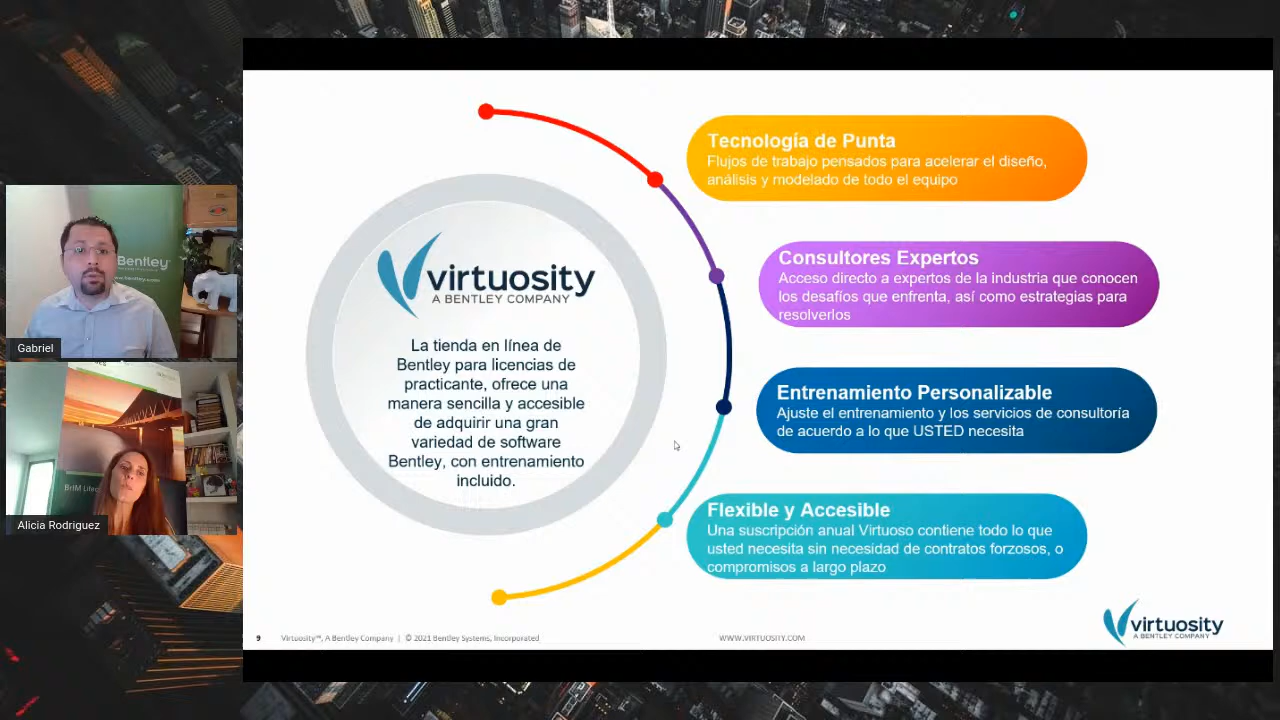 Bentley
Gabriel
Alicia Rodriguez
virtuosity
A BENTLEY COMPANY
La tienda en línea de
Bentley para licencias de
practicante, ofrece una
manera sencilla y accesible
de adquirir una gran
variedad de software
Bentley, con entrenamiento
incluido.
Tecnología de Punta
Flujos de trabajo pensados para acelerar el diseño,
análisis y modelado de todo el equipo
Consultores Expertos
Acceso directo a expertos de la industria que conocen
los desafíos que enfrenta, así como estrategias para
resolverlos
Entrenamiento Personalizable
Ajuste el entrenamiento y los servicios de consultoría
de acuerdo a lo que USTED necesita
Flexible y Accesible
Una suscripción anual Virtuoso contiene todo lo que
usted necesita sin necesidad de contratos forzosos, o
compromisos a largo plazo
9 Virtuosity™, A Bentley Company | © 2021 Bentley Systems, Incorporated WWW.VIRTUOSITY.COM
virtuosity
A BENTLEY COMPANY